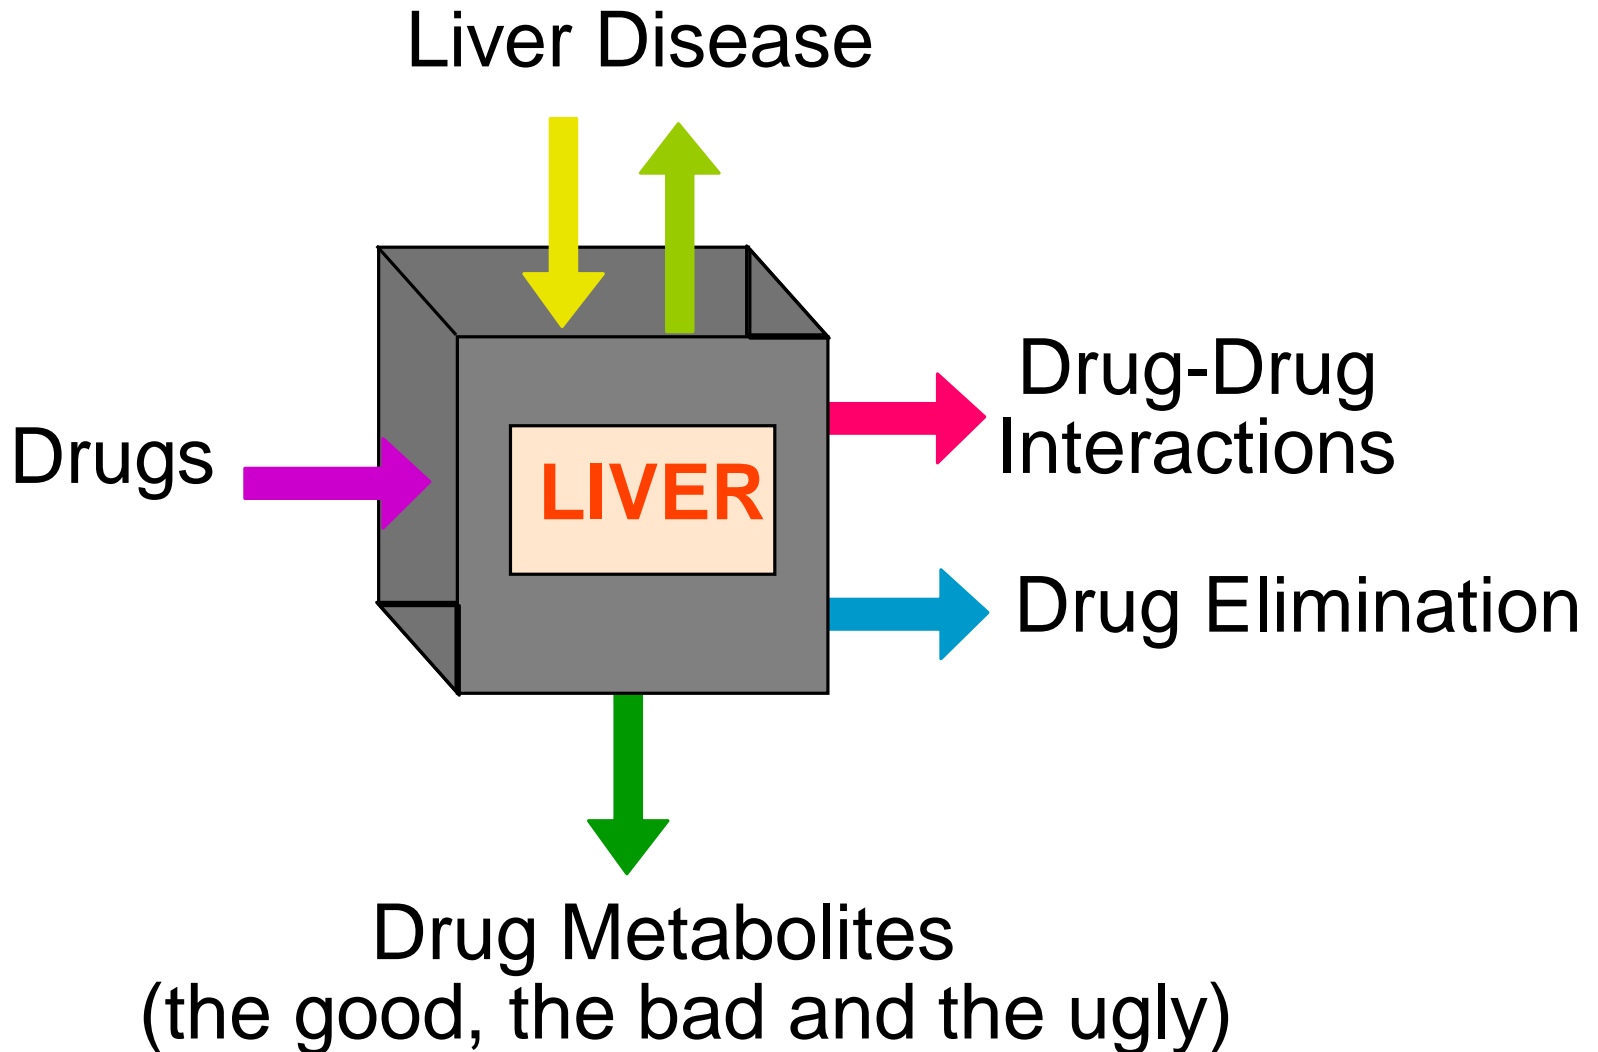 Liver Disease
Drugs
LIVER
Drug-Drug
Interactions
Drug Elimination
Drug Metabolites
(the good, the bad and the ugly)